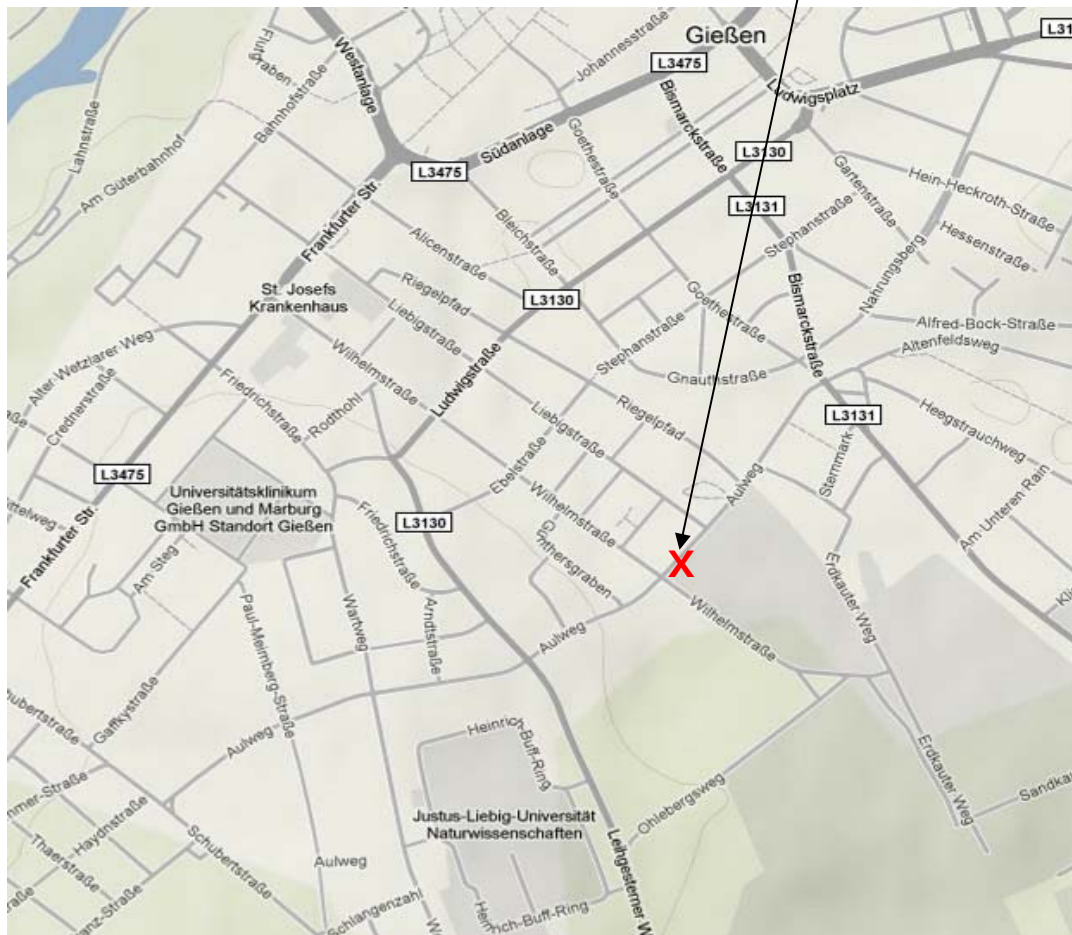 Gießen
L3475
L31
Johannesstraße
Westanlage
Bahnhofstraße
Ludwigsplatz
Bismarckstraße
Südanlage
Goethestraße
Lahnstraße
Am Güterbahnhof
L3475
L3130
L3131
Frankfurter Str.
Gartenstraße
Hein-Heckroth-Straße
Hessenstraße
Stephanstraße
Nahrungsberg
Bleichstraße
Alicenstraße
Riegelpfad
St. Josefs
Krankenhaus
Liebigstraße
L3130
Bismarckstraße
Goethestraße
Alfred-Bock-Straße
Altenfeldsweg
Alter-Wetzlarer Weg
Wilhelmstraße
Ludwigstraße
Stephanstraße
Gnauthstraße
Crednerstraße
Friedrichstraße
Rodthohl
Liebigstraße
Riegelpfad
L3131
Heegstrauchweg
Sternmark
L3475
Ebelstraße
Aulweg
Am Unteren Rain
Universitätsklinikum
Gießen und Marburg
GmbH Standort Gießen
Wilhelmstraße
L3130
Friedrichstraße
Frankfurter Str.
Am Steg
X
Erdkauter Weg
Paul-Meimberg-Straße
Wartweg
Arndtstraße
Aulweg
Wilhelmstraße
Gaffkystraße
Aulweg
Heinrich-Buff-Ring
Erdkauter Weg
Ohlebergsweg
Justus-Liebig-Universität
Naturwissenschaften
Haydnstraße
Thaerstraße
Schubertstraße
Aulweg
Schlangenzahl